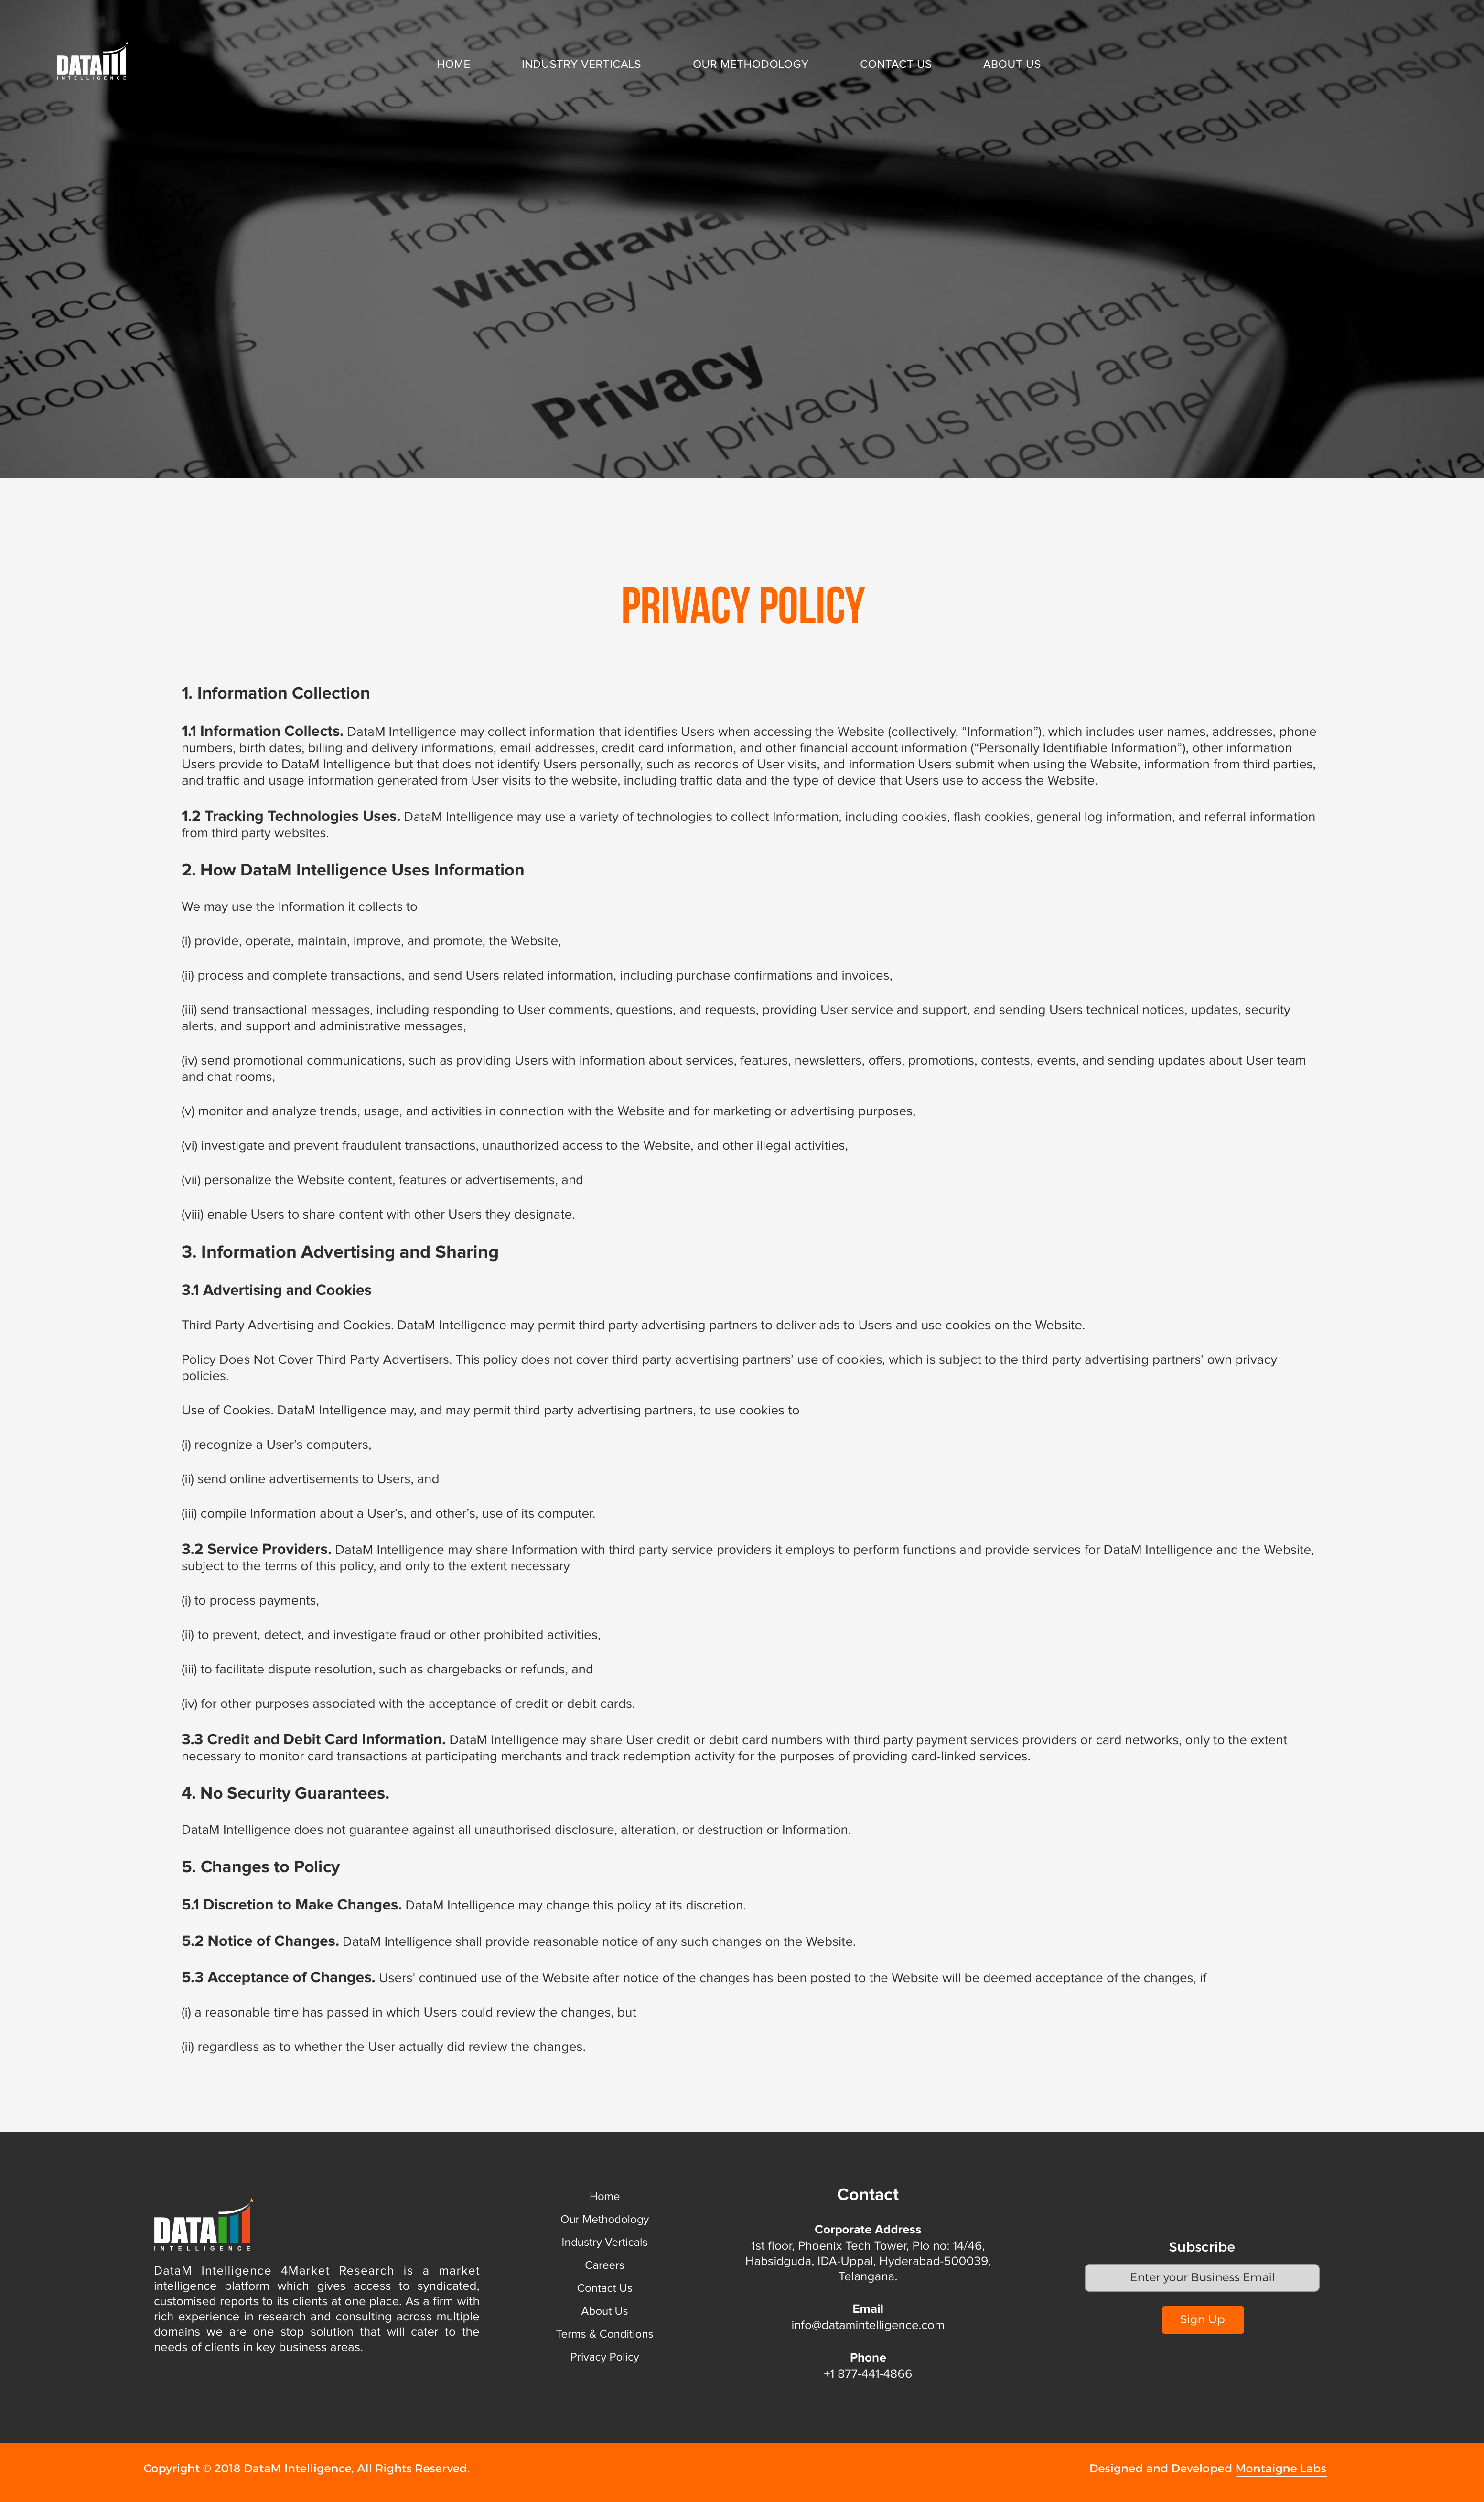 DATAM
INTELLIGENCE
HOME
INDUSTRY VERTICALS
OUR METHODOLOGY
CONTACT US
ABOUT US
Rollovers received
which we're credited
fee deducted from your
than regular pension
from
Withdrawal
money withdrawn
Privacy
Your privacy is important to
to us they are
personnel
PRIVACY POLICY
1. Information Collection
1.1 Information Collects. DataM Intelligence may collect information that identifies Users when accessing the Website (collectively, “Information”), which includes user names, addresses, phone
numbers, birth dates, billing and delivery informations, email addresses, credit card information, and other financial account information (“Personally Identifiable Information”), other information
Users provide to DataM Intelligence but that does not identify Users personally, such as records of User visits, and information Users submit when using the Website, information from third parties,
and traffic and usage information generated from User visits to the website, including traffic data and the type of device that Users use to access the Website.
1.2 Tracking Technologies Uses. DataM Intelligence may use a variety of technologies to collect Information, including cookies, flash cookies, general log information, and referral information
from third party websites.
2. How DataM Intelligence Uses Information
We may use the Information it collects to
(i) provide, operate, maintain, improve, and promote, the Website,
(ii) process and complete transactions, and send Users related information, including purchase confirmations and invoices,
(iii) send transactional messages, including responding to User comments, questions, and requests, providing User service and support, and sending Users technical notices, updates, security
alerts, and support and administrative messages,
(iv) send promotional communications, such as providing Users with information about services, features, newsletters, offers, promotions, contests, events, and sending updates about User team
and chat rooms,
(v) monitor and analyze trends, usage, and activities in connection with the Website and for marketing or advertising purposes,
(vi) investigate and prevent fraudulent transactions, unauthorized access to the Website, and other illegal activities,
(vii) personalize the Website content, features or advertisements, and
(viii) enable Users to share content with other Users they designate.
3. Information Advertising and Sharing
3.1 Advertising and Cookies
Third Party Advertising and Cookies. DataM Intelligence may permit third party advertising partners to deliver ads to Users and use cookies on the Website.
Policy Does Not Cover Third Party Advertisers. This policy does not cover third party advertising partners’ use of cookies, which is subject to the third party advertising partners’ own privacy
policies.
Use of Cookies. DataM Intelligence may, and may permit third party advertising partners, to use cookies to
(i) recognize a User’s computers,
(ii) send online advertisements to Users, and
(iii) compile Information about a User’s, and other’s, use of its computer.
3.2 Service Providers. DataM Intelligence may share Information with third party service providers it employs to perform functions and provide services for DataM Intelligence and the Website,
subject to the terms of this policy, and only to the extent necessary
(i) to process payments,
(ii) to prevent, detect, and investigate fraud or other prohibited activities,
(iii) to facilitate dispute resolution, such as chargebacks or refunds, and
(iv) for other purposes associated with the acceptance of credit or debit cards.
3.3 Credit and Debit Card Information. DataM Intelligence may share User credit or debit card numbers with third party payment services providers or card networks, only to the extent
necessary to monitor card transactions at participating merchants and track redemption activity for the purposes of providing card-linked services.
4. No Security Guarantees.
DataM Intelligence does not guarantee against all unauthorised disclosure, alteration, or destruction or Information.
5. Changes to Policy
5.1 Discretion to Make Changes. DataM Intelligence may change this policy at its discretion.
5.2 Notice of Changes. DataM Intelligence shall provide reasonable notice of any such changes on the Website.
5.3 Acceptance of Changes. Users’ continued use of the Website after notice of the changes has been posted to the Website will be deemed acceptance of the changes, if
(i) a reasonable time has passed in which Users could review the changes, but
(ii) regardless as to whether the User actually did review the changes.
DATAM
INTELLIGENCE
DataM Intelligence 4Market Research is a market
intelligence platform which gives access to syndicated,
customised reports to its clients at one place. As a firm with
rich experience in research and consulting across multiple
domains we are one stop solution that will cater to the
needs of clients in key business areas.
Home
Our Methodology
Industry Verticals
Careers
Contact Us
About Us
Terms & Conditions
Privacy Policy
Contact
Corporate Address
1st floor, Phoenix Tech Tower, Plo no: 14/46,
Habsidguda, IDA-Uppal, Hyderabad-500039,
Telangana.
Email
info@datamintelligence.com
Phone
+1 877-441-4866
Subscribe
Enter your Business Email
Sign Up
Copyright © 2018 DataM Intelligence, All Rights Reserved.
Designed and Developed Montaigne Labs